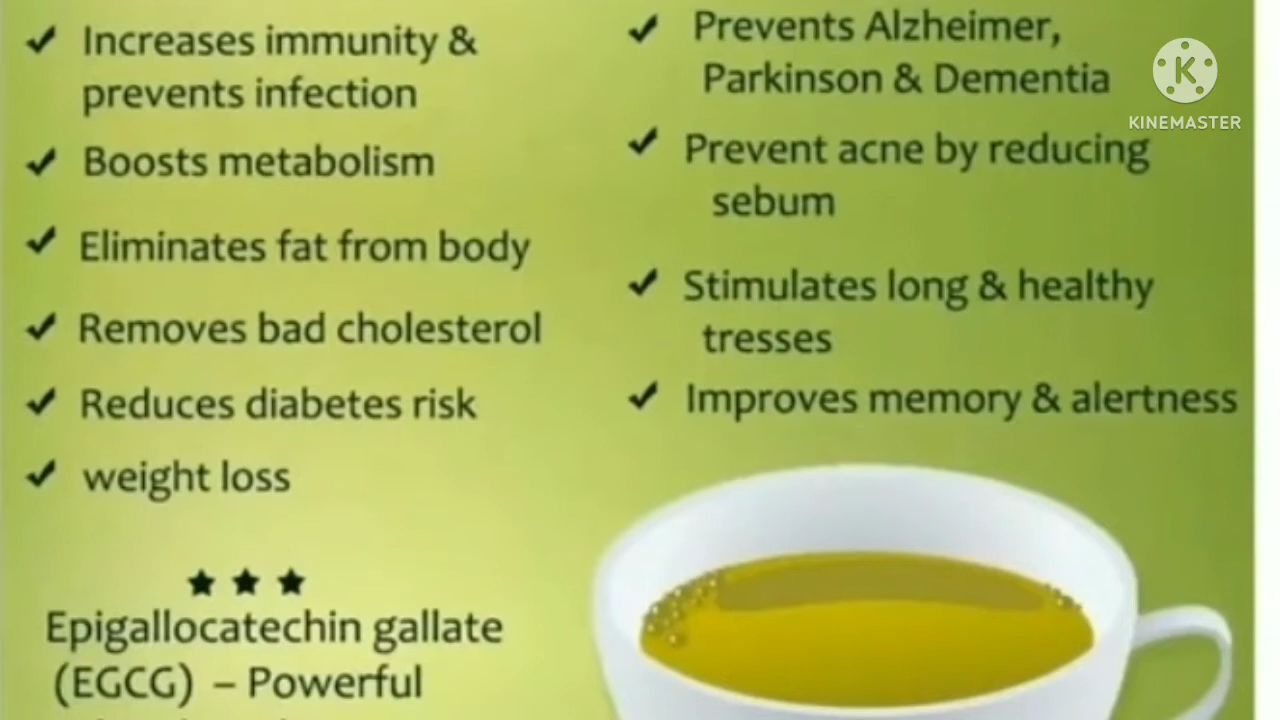 Increases immunity &
prevents infection
Boosts metabolism
Eliminates fat from body
Removes bad cholesterol
Reduces diabetes risk
weight loss
★★★
Epigallocatechin gallate
(EGCG) – Powerful
Prevents Alzheimer,
Parkinson & Dementia
Prevent acne by reducing
sebum
Stimulates long & healthy
tresses
Improves memory & alertness
KINEMASTER